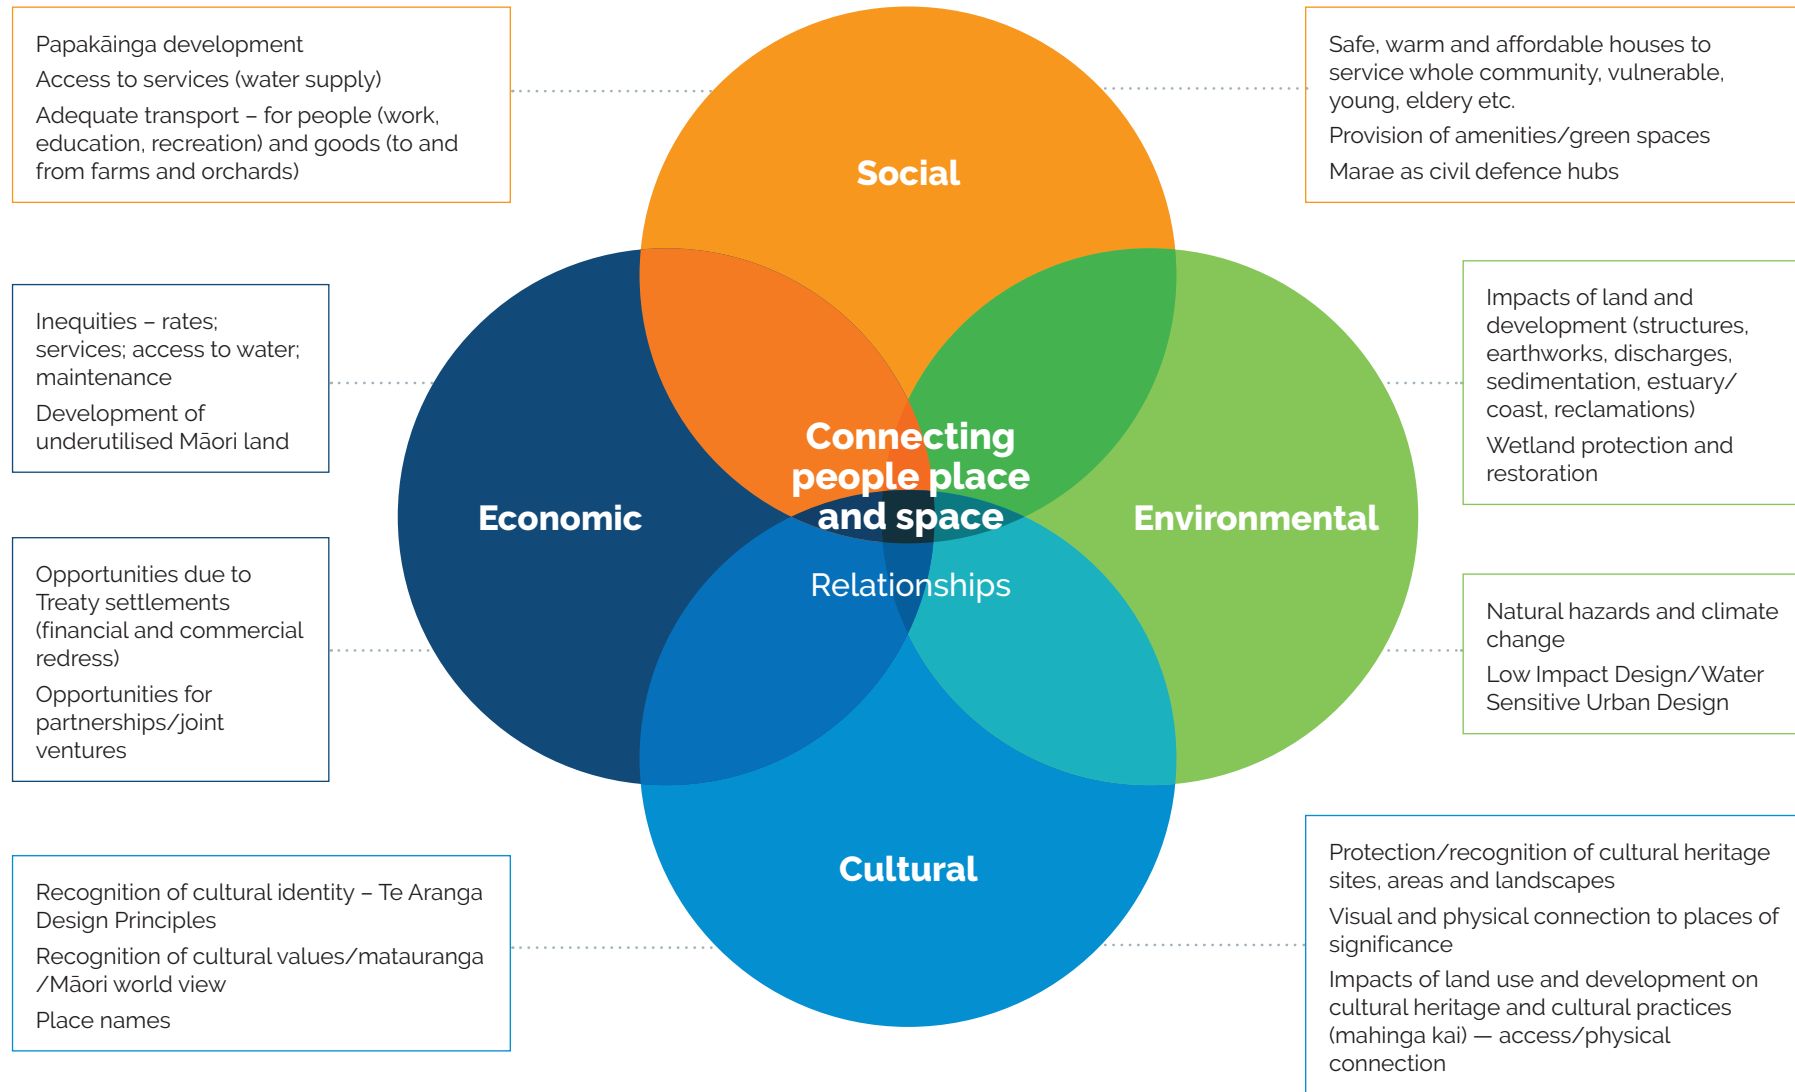 Papakāinga development
Access to services (water supply)
Adequate transport – for people (work,
education, recreation) and goods (to and
from farms and orchards)
Safe, warm and affordable houses to
service whole community, vulnerable,
young, eldery etc.
Provision of amenities/green spaces
Marae as civil defence hubs
Social
Inequities – rates;
services; access to water;
maintenance
Development of
underutilised Māori land
Impacts of land and
development (structures,
earthworks, discharges,
sedimentation, estuary/
coast, reclamations)
Wetland protection and
restoration
Connecting
people place
and space
Relationships
Economic
Environmental
Opportunities due to
Treaty settlements
(financial and commercial
redress)
Opportunities for
partnerships/joint
ventures
Natural hazards and climate
change
Low Impact Design/Water
Sensitive Urban Design
Cultural
Recognition of cultural identity – Te Aranga
Design Principles
Recognition of cultural values/matauranga
/Māori world view
Place names
Protection/recognition of cultural heritage
sites, areas and landscapes
Visual and physical connection to places of
significance
Impacts of land use and development on
cultural heritage and cultural practices
(mahinga kai) — access/physical
connection